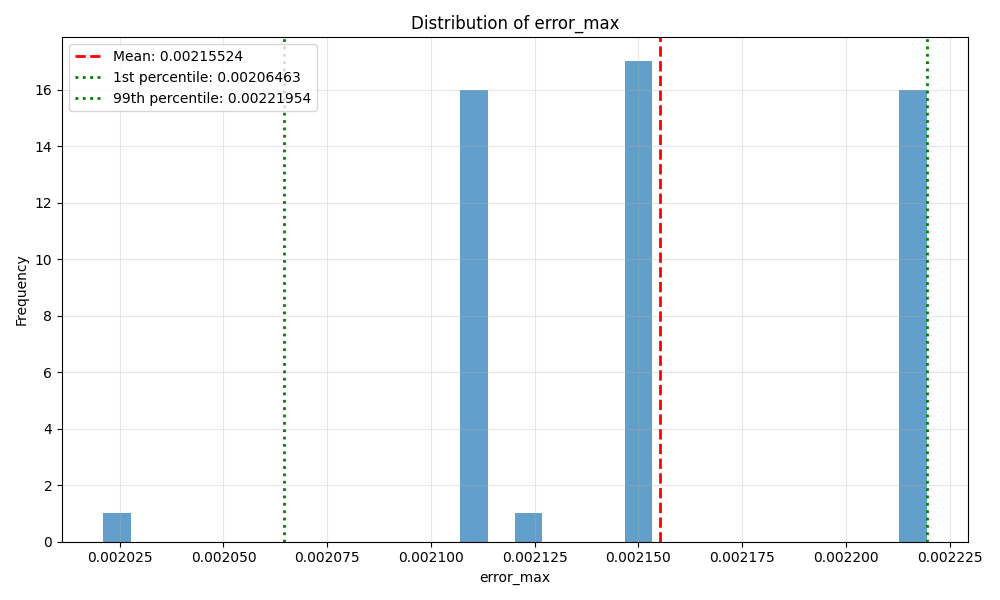 Distribution of error_max
Mean: 0.00215524
1st percentile: 0.00206463
99th percentile: 0.00221954
16
14
12
10
8
6
4
2
0
Frequency
0.002025 0.002050 0.002075 0.002100 0.002125 0.002150 0.002175 0.002200 0.002225
error_max